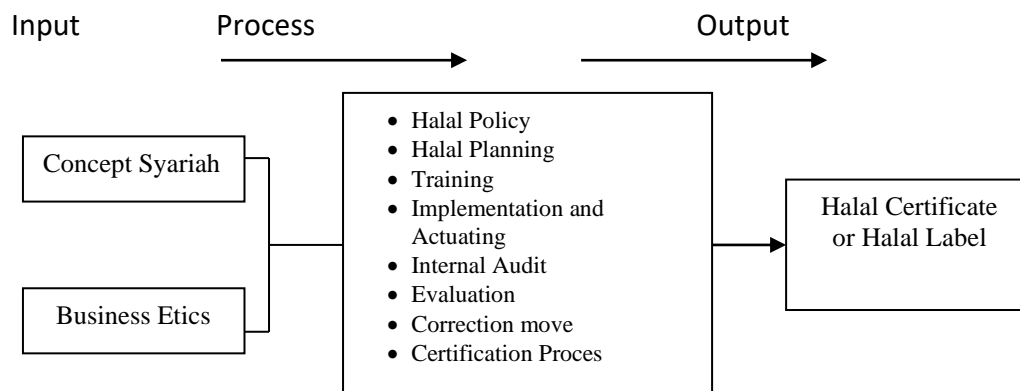 Input Process Output
Concept Syariah
Business Etics
• Halal Policy
• Halal Planning
• Training
• Implementation and
Actuating
• Internal Audit
• Evaluation
• Correction move
• Certification Proces
Halal Certificate
or Halal Label